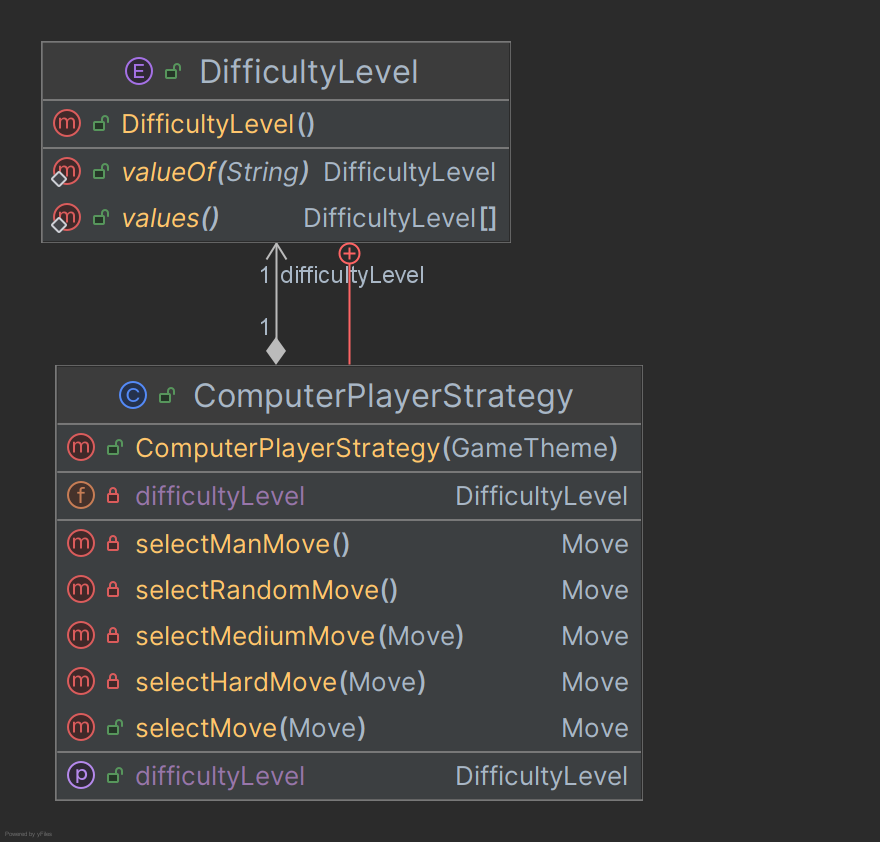 E DifficultyLevel
m DifficultyLevel()
m valueOf(String) DifficultyLevel
m values() DifficultyLevel[]
1 difficultyLevel
1
C ComputerPlayerStrategy
m ComputerPlayerStrategy(GameTheme)
f difficultyLevel DifficultyLevel
m selectManMove() Move
m selectRandomMove() Move
m selectMediumMove(Move) Move
m selectHardMove(Move) Move
m selectMove(Move) Move
p difficultyLevel DifficultyLevel
Powered by yFiles